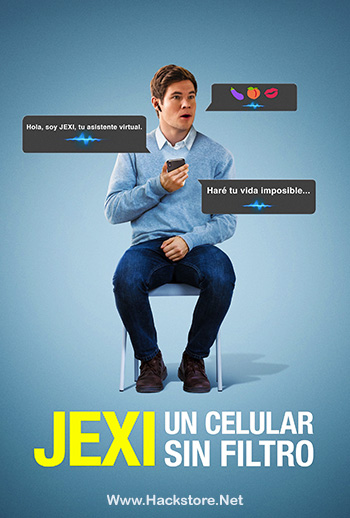 Hola, soy JEXI, tu asistente virtual.
Haré tu vida imposible...
JEXI UN CELULAR
SIN FILTRO
Www.Hackstore.Net